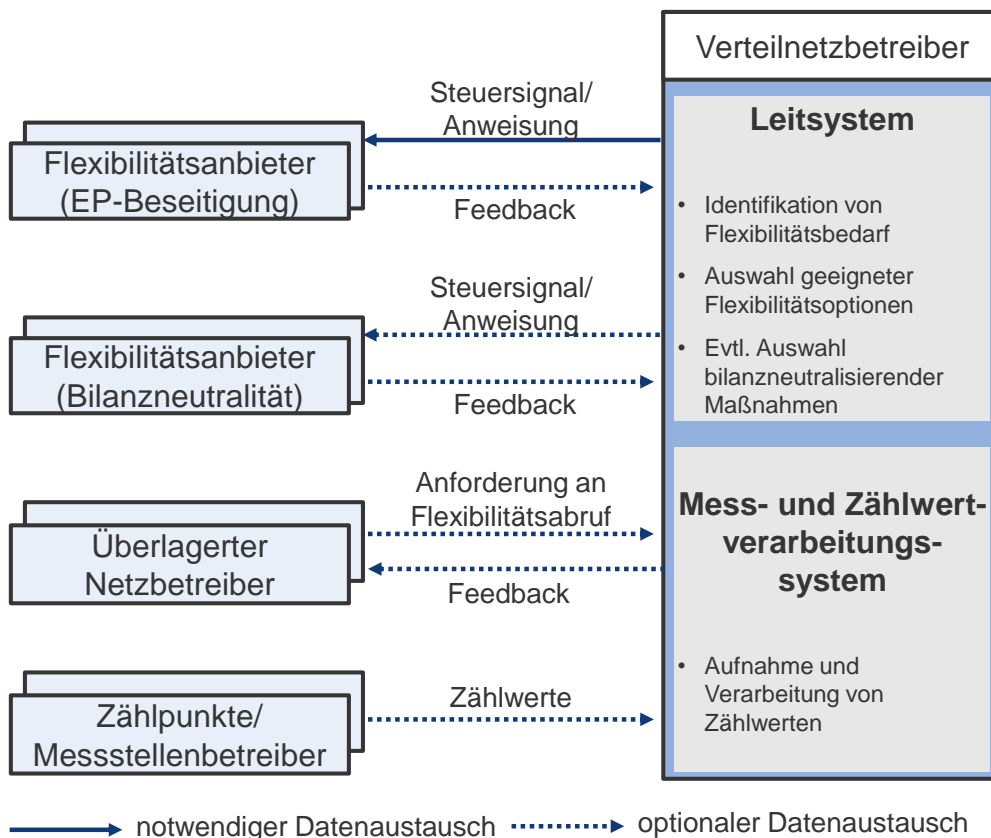 Verteilnetzbetreiber
Steuersignal/
Anweisung
Flexibilitätsanbieter
(EP-Beseitigung)
Feedback
Steuersignal/
Anweisung
Flexibilitätsanbieter
(Bilanzneutralität)
Feedback
Anforderung an
Flexibilitätsabruf
Überlagerter
Netzbetreiber
Feedback
Zählwerte
Zählpunkte/
Messstellenbetreiber
Leitsystem
• Identifikation von
Flexibilitätsbedarf
• Auswahl geeigneter
Flexibilitätsoptionen
• Evtl. Auswahl
bilanzneutralisierender
Maßnahmen
Mess- und Zählwert-
verarbeitungs-
system
• Aufnahme und
Verarbeitung von
Zählwerten
notwendiger Datenaustausch
optionaler Datenaustausch